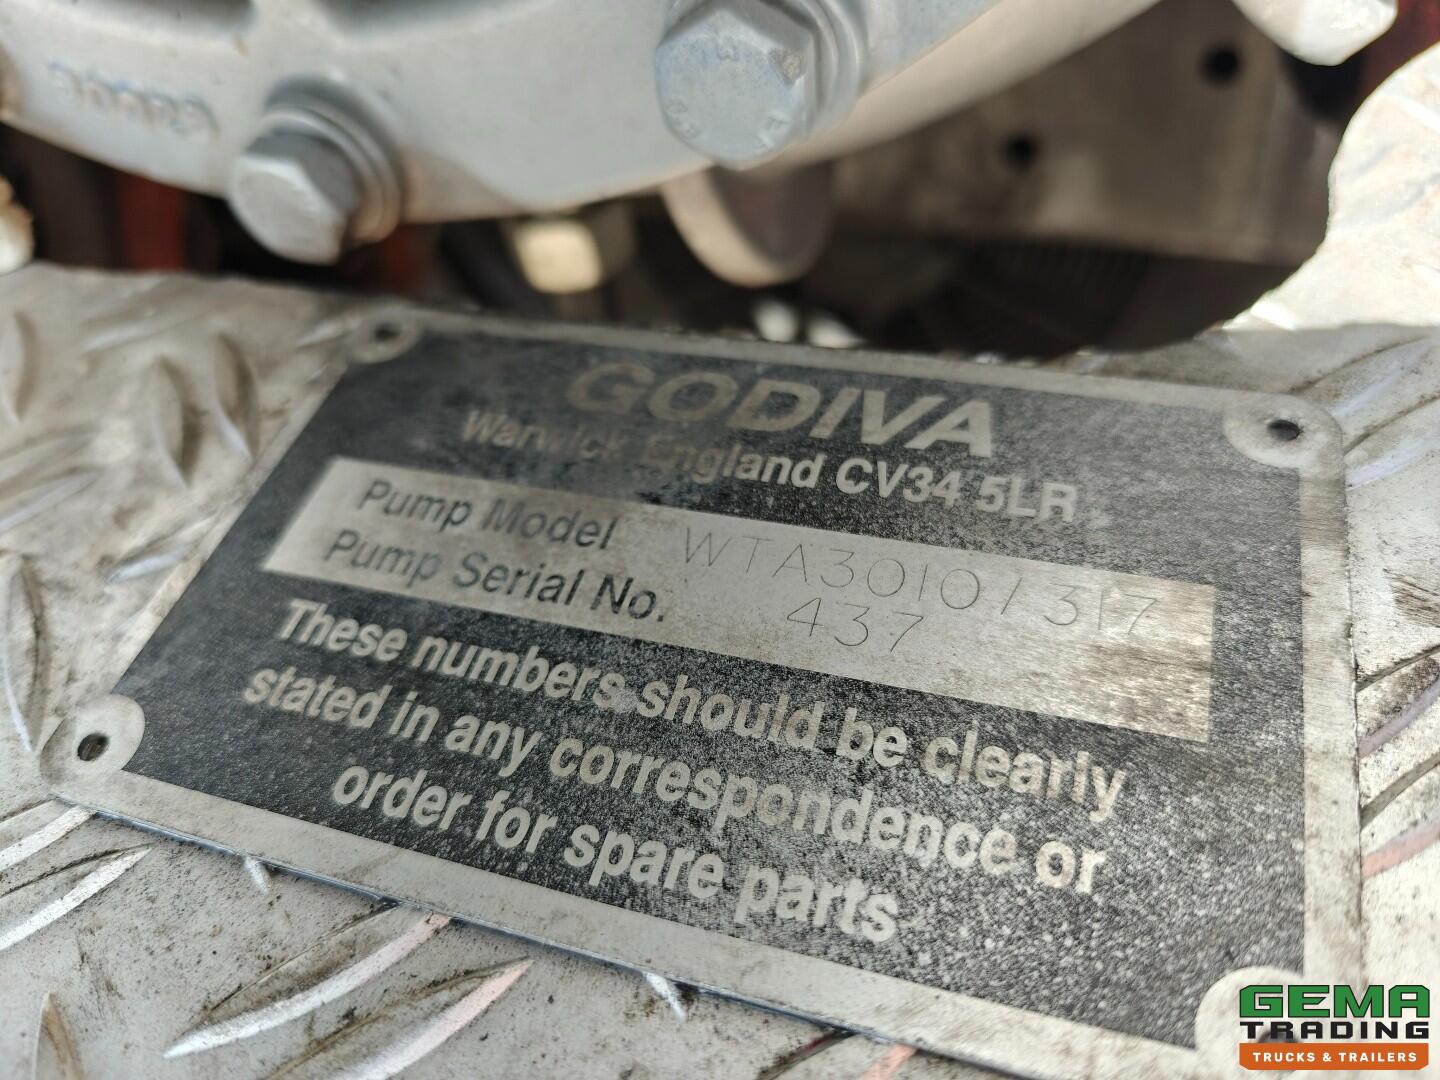 GODIVA
Warwick England CV34 5LR
Pump Model WTA3010/317
Pump Serial No. 437
These numbers should be clearly
stated in any correspondence or
order for spare parts
GEMA
TRADING
TRUCKS & TRAILERS